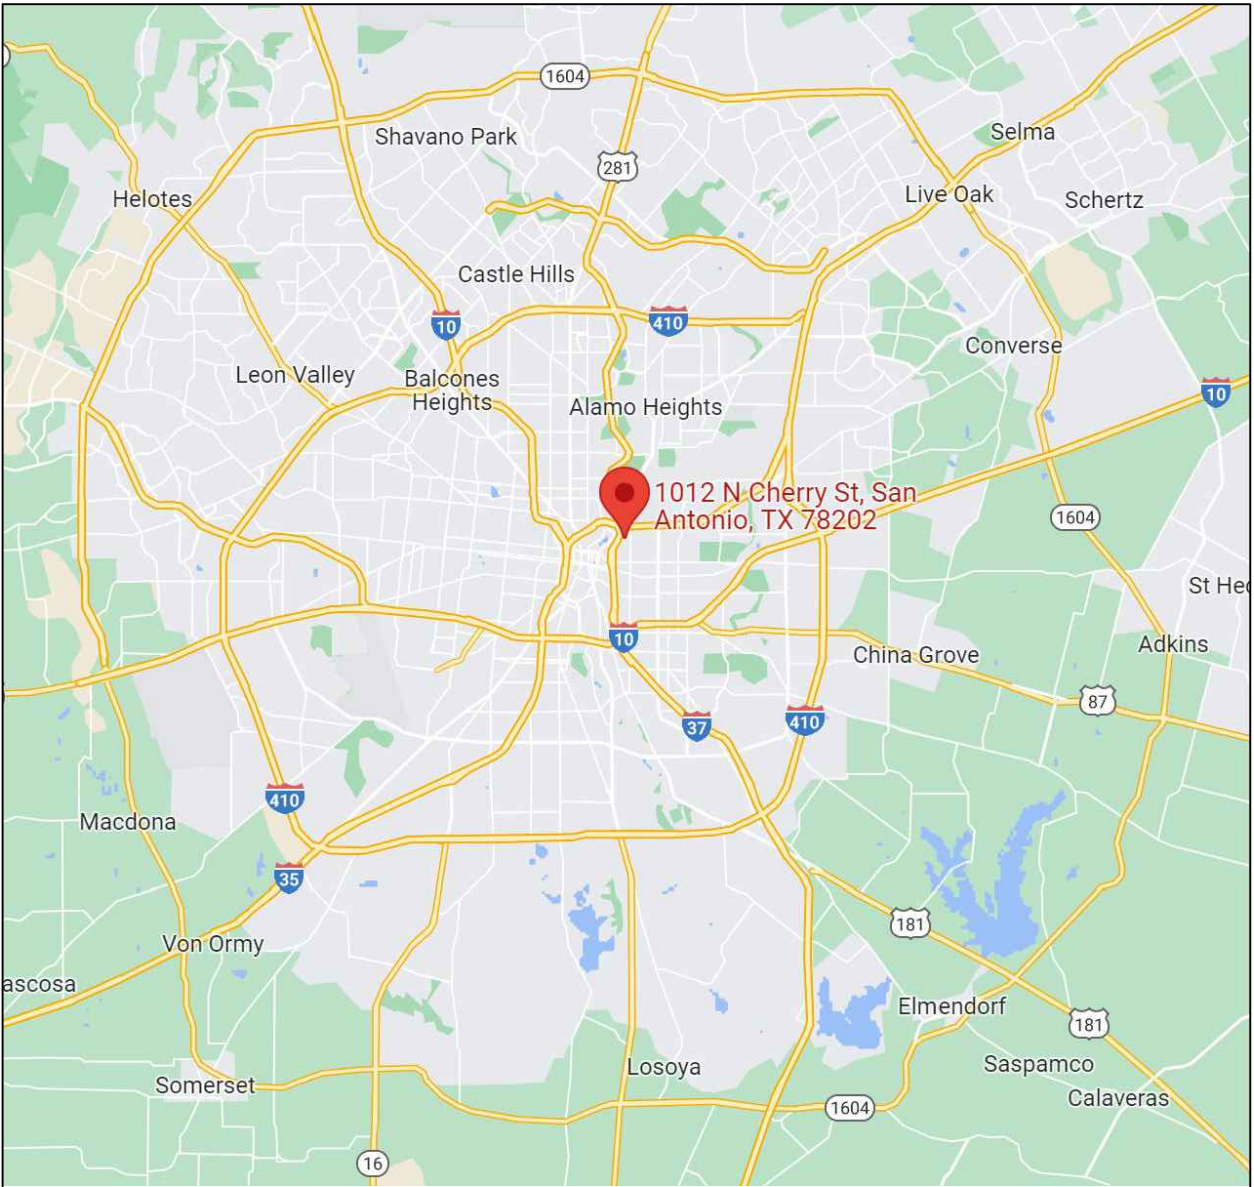 1604
Shavano Park
Selma
281
Helotes
Live Oak
Schertz
Castle Hills
10
410
Converse
Leon Valley
Balcones
Heights
10
Alamo Heights
1012 N Cherry St, San
Antonio, TX 78202
1604
St Hed
10
Adkins
China Grove
87
37
410
410
Macdona
35
181
Von Ormy
ascosa
Elmendorf
181
Losoya
Saspamco
Somerset
Calaveras
1604
16